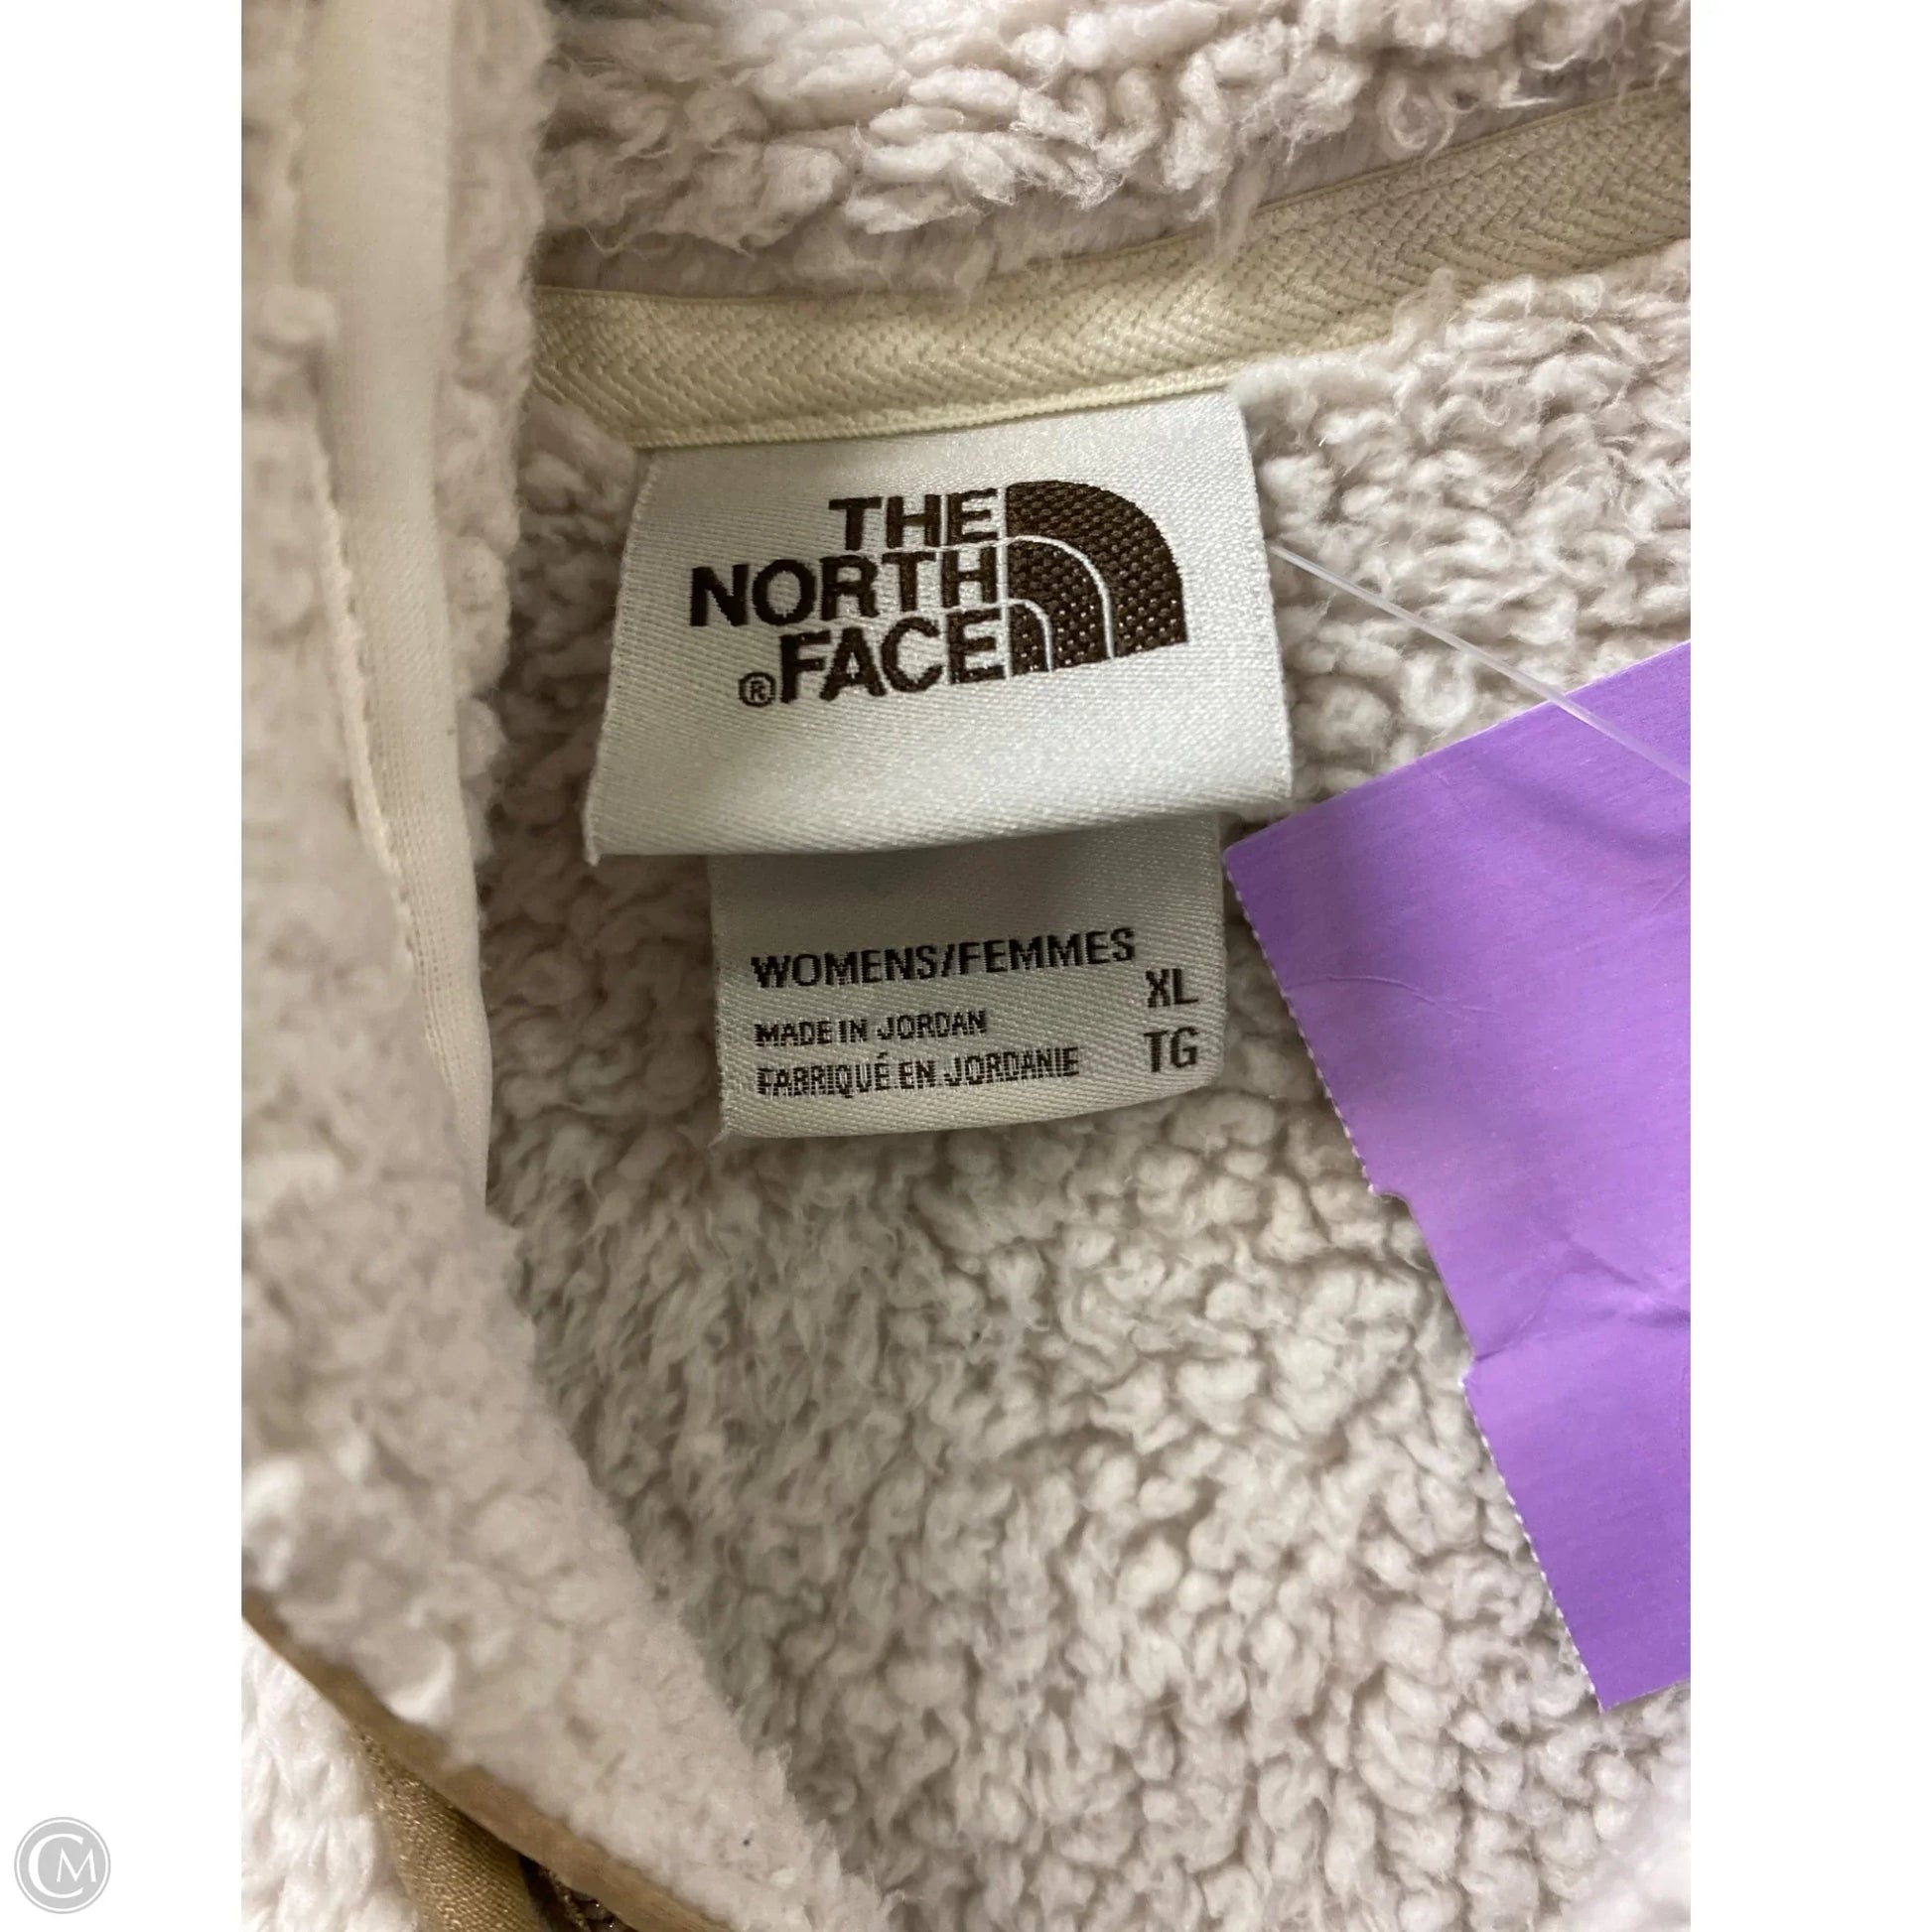 THE
NORTH
®FACE
WOMENS/FEMMES
XL
MADE IN JORDAN
TG
FABRIQUÉ EN JORDANIE
CM